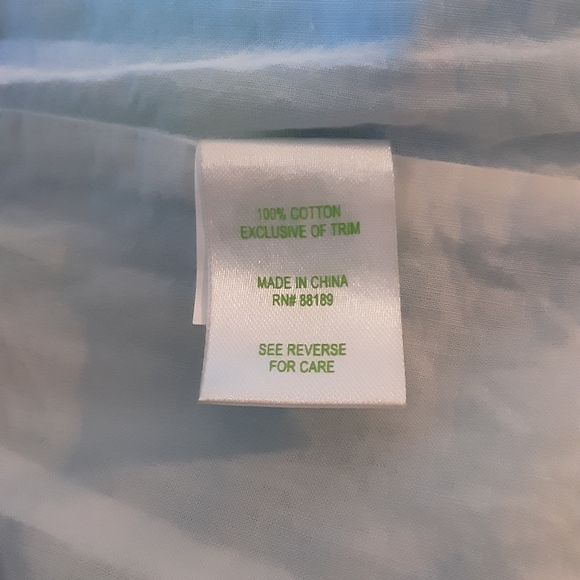 100% COTTON
EXCLUSIVE OF TRIM
MADE IN CHINA
RN# 88189
SEE REVERSE
FOR CARE